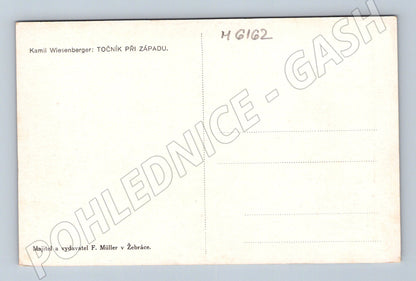 M 6162
Kamil Wiesenberger: TOČNÍK PŘI ZÁPADU.
POHLEDNICE - GASH
Majitel a vydavatel F. Müller v Žebráce.